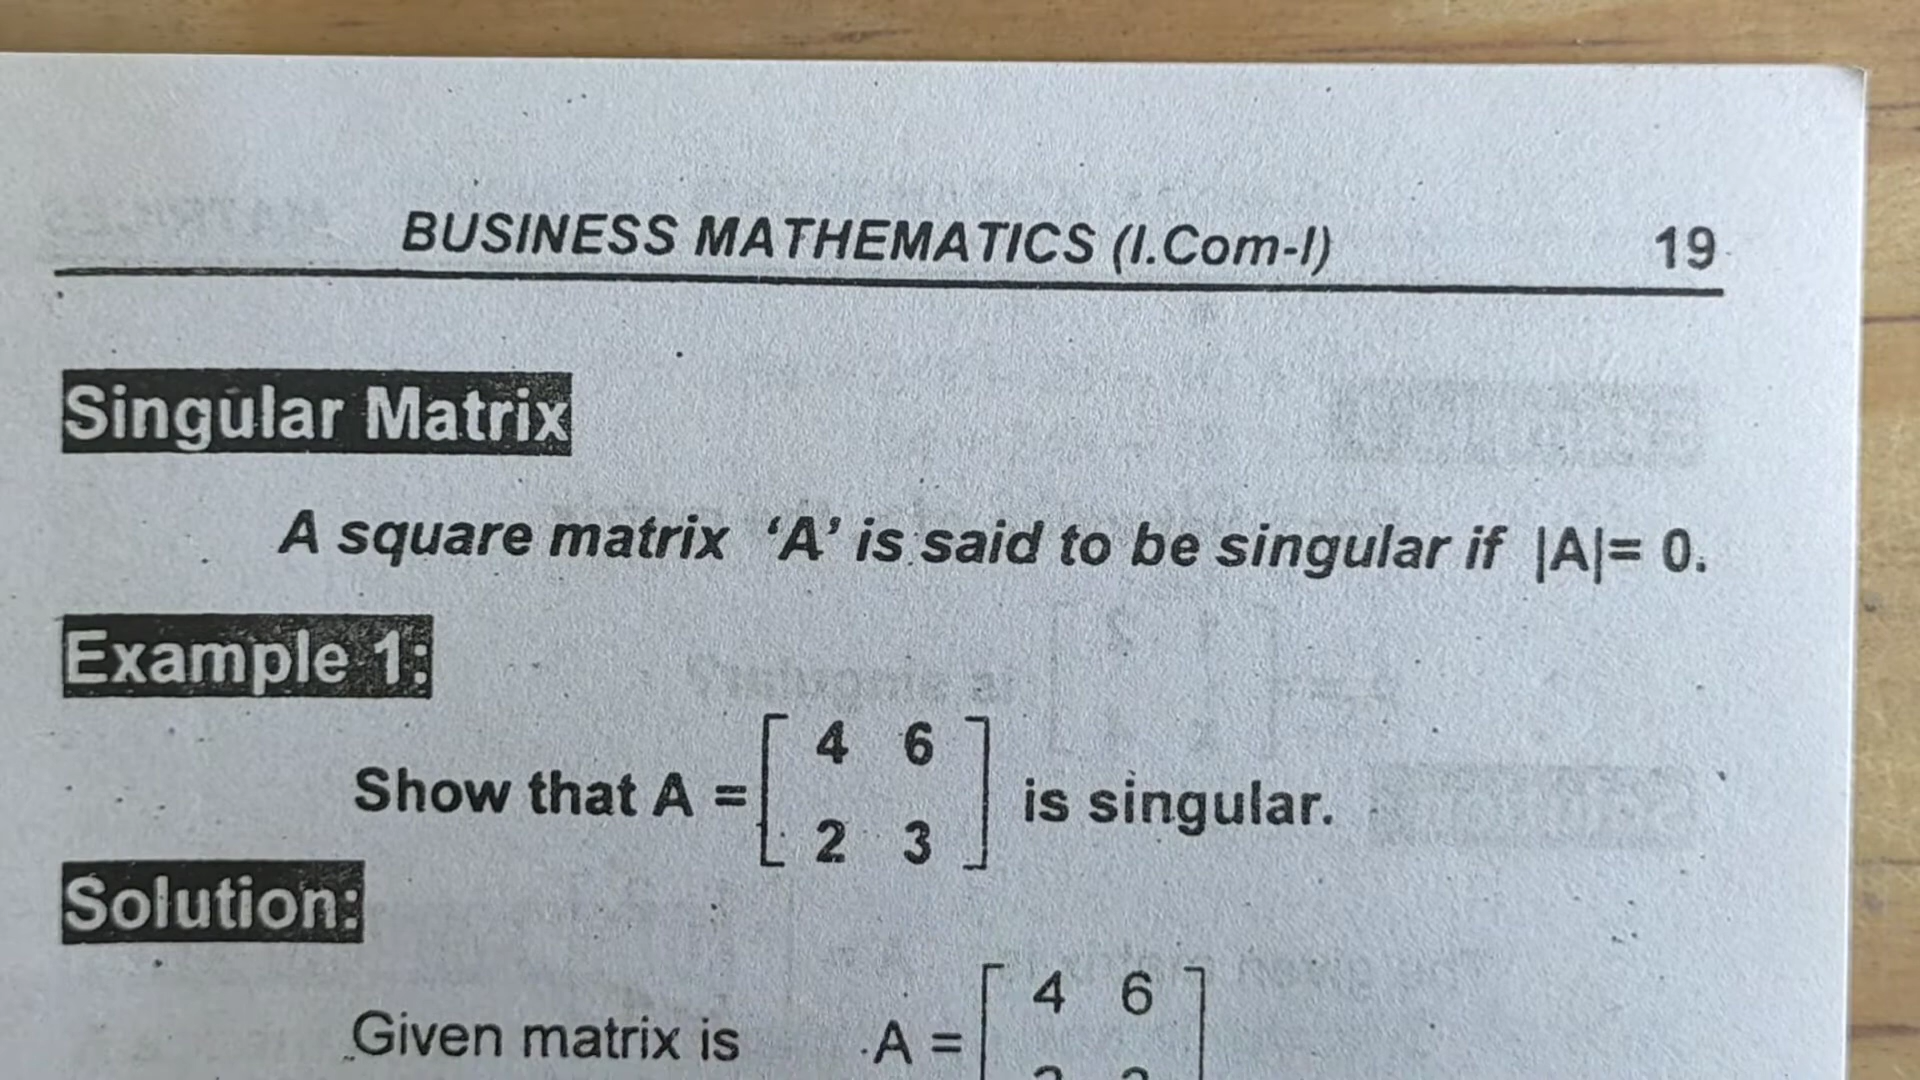 BUSINESS MATHEMATICS (I.Com-I) 19
Singular Matrix
A square matrix ‘A’ is said to be singular if |A|= 0.
Example 1:
4 6
Show that A = [ ] is singular.
2 3
Solution:
4 6
Given matrix is A = [ ]